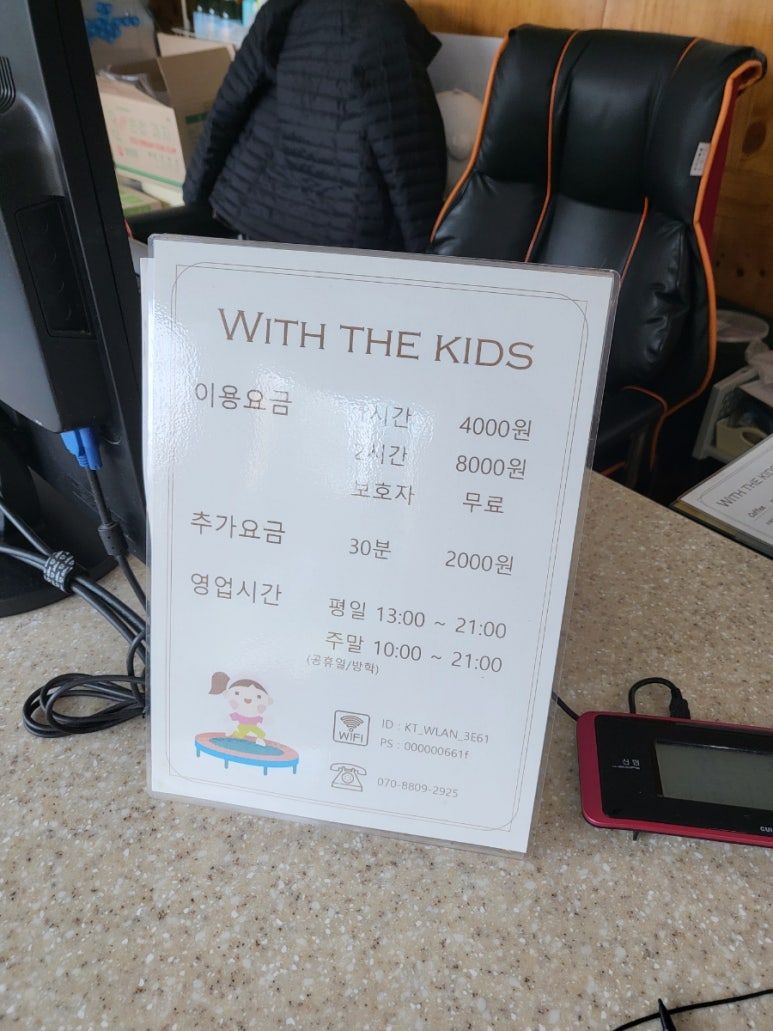 WITH THE KIDS
이용요금 1시간 4000원
2시간 8000원
보호자 무료
추가요금 30분 2000원
영업시간 평일 13:00 ~ 21:00
주말 10:00 ~ 21:00
(공휴일/방학)
WiFi
ID : KT_WLAN_3E61
PS : 000000661f
070-8809-2925
WITH THE KIDS